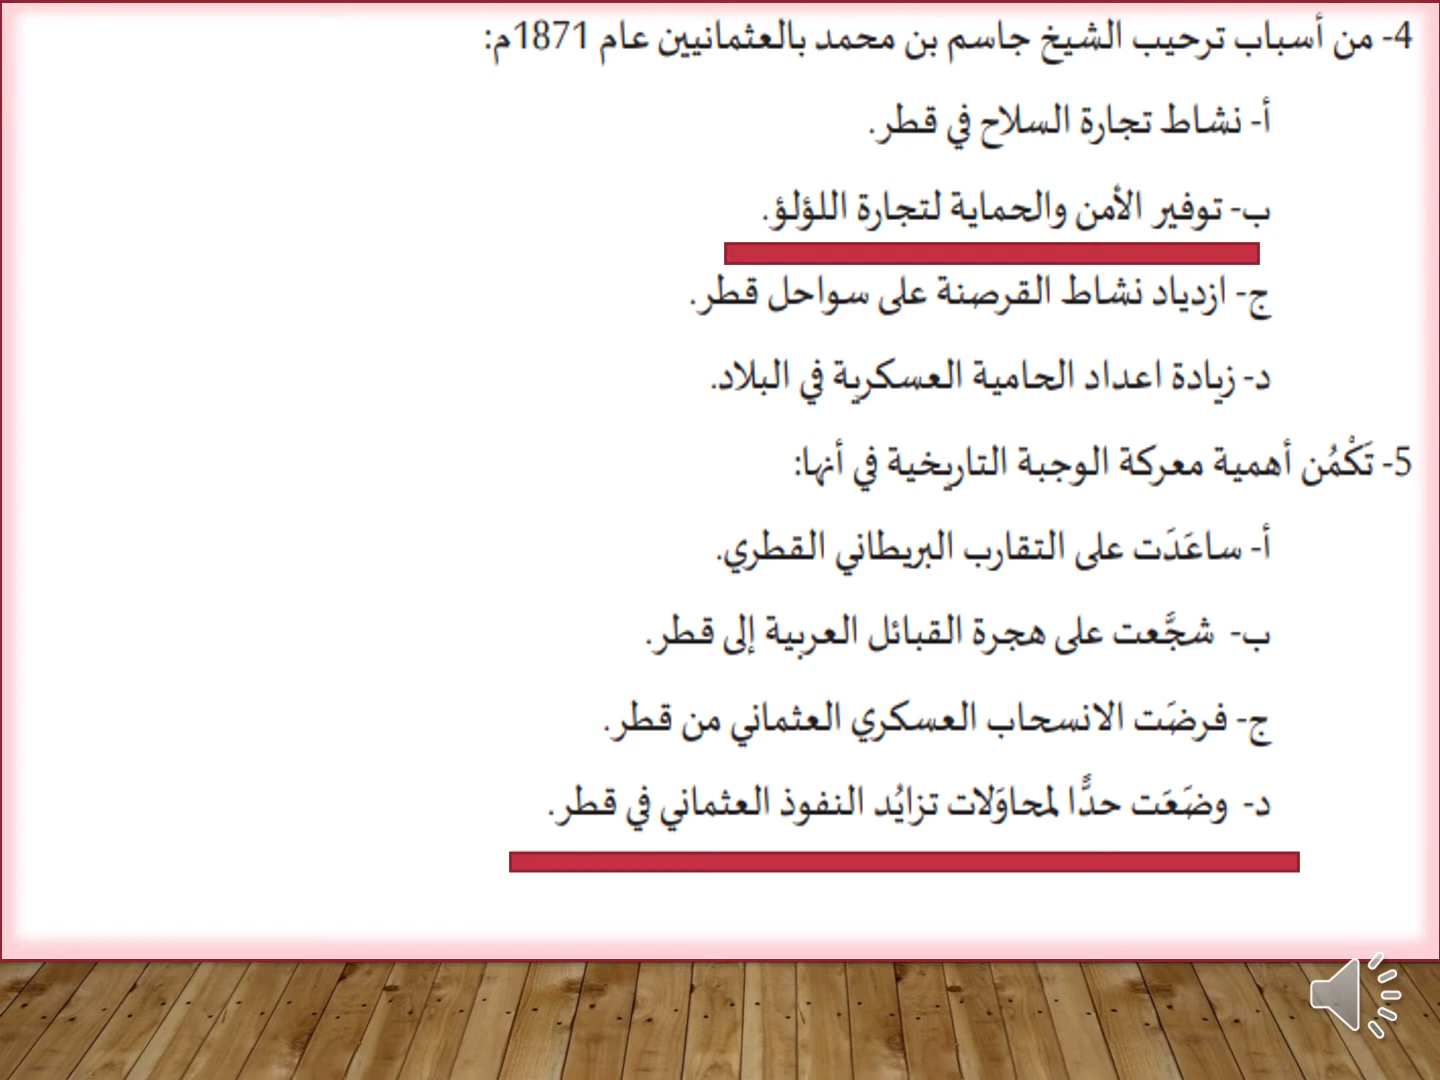 4- من أسباب ترحيب الشيخ جاسم بن محمد بالعثمانيين عام 1871م:
أ- نشاط تجارة السلاح في قطر.
ب- توفير الأمن والحماية لتجارة اللؤلؤ.
ج- ازدياد نشاط القرصنة على سواحل قطر.
د- زيادة اعداد الحامية العسكرية في البلاد.
5- تَكْمُن أهمية معركة الوجبة التاريخية في أنها:
أ- ساعَدَت على التقارب البريطاني القطري.
ب- شجَّعت على هجرة القبائل العربية إلى قطر.
ج- فرضَت الانسحاب العسكري العثماني من قطر.
د- وضَعَت حدًّا لمحاوَلات تزايُد النفوذ العثماني في قطر.